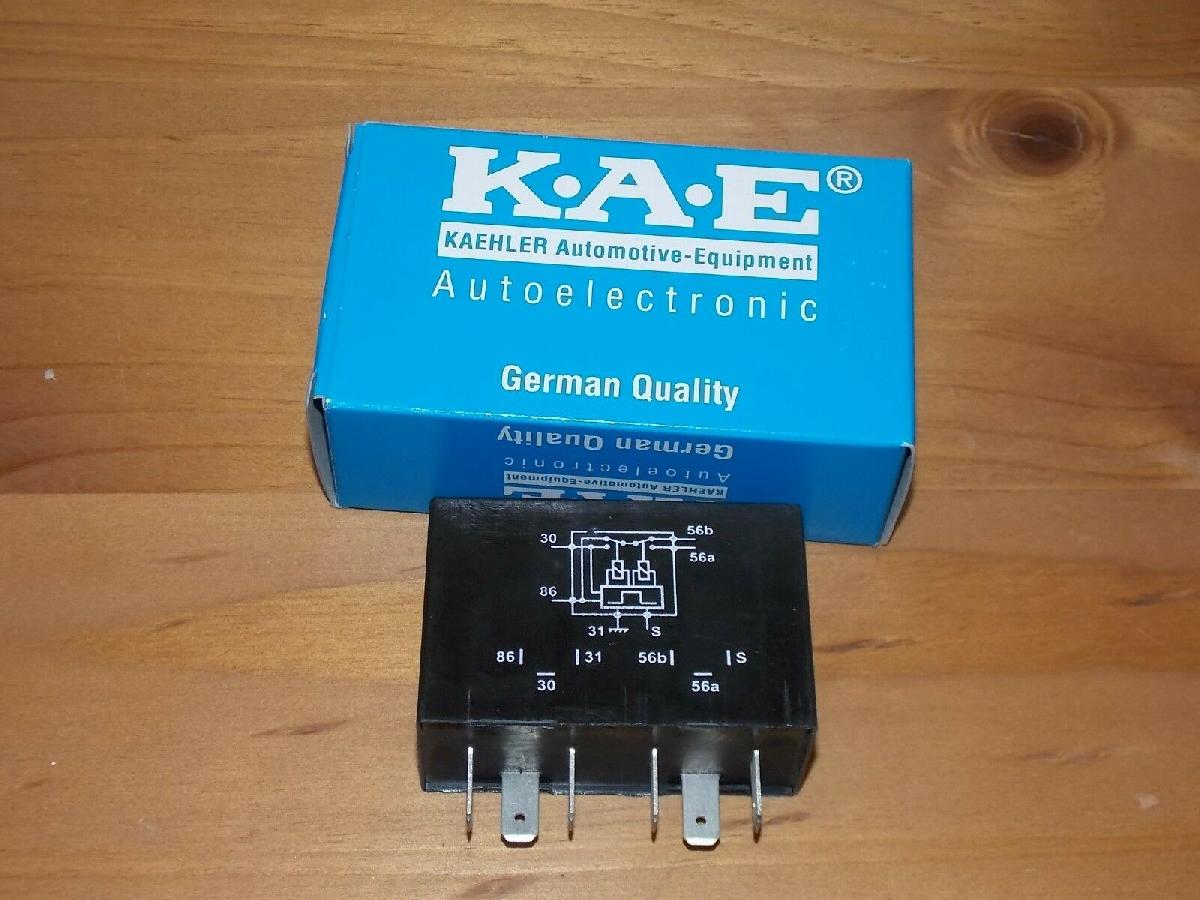 K·A·E®
KAEHLER Automotive-Equipment
Autoelectronic
German Quality
German Quality
Autoelectronic
KAEHLER Automotive-Equipment
30 56b
56a
86
31 S
86 31 56b S
30 56a